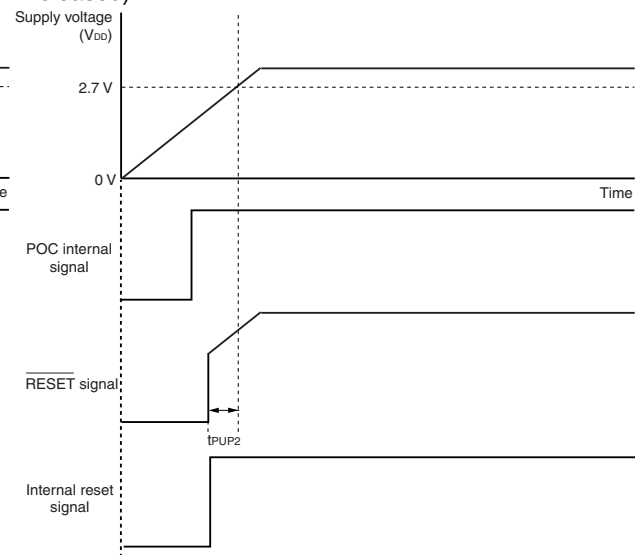 Supply voltage
(VDD)
2.7 V
0 V
Time
POC internal
signal
RESET signal
tPUP2
Internal reset
signal